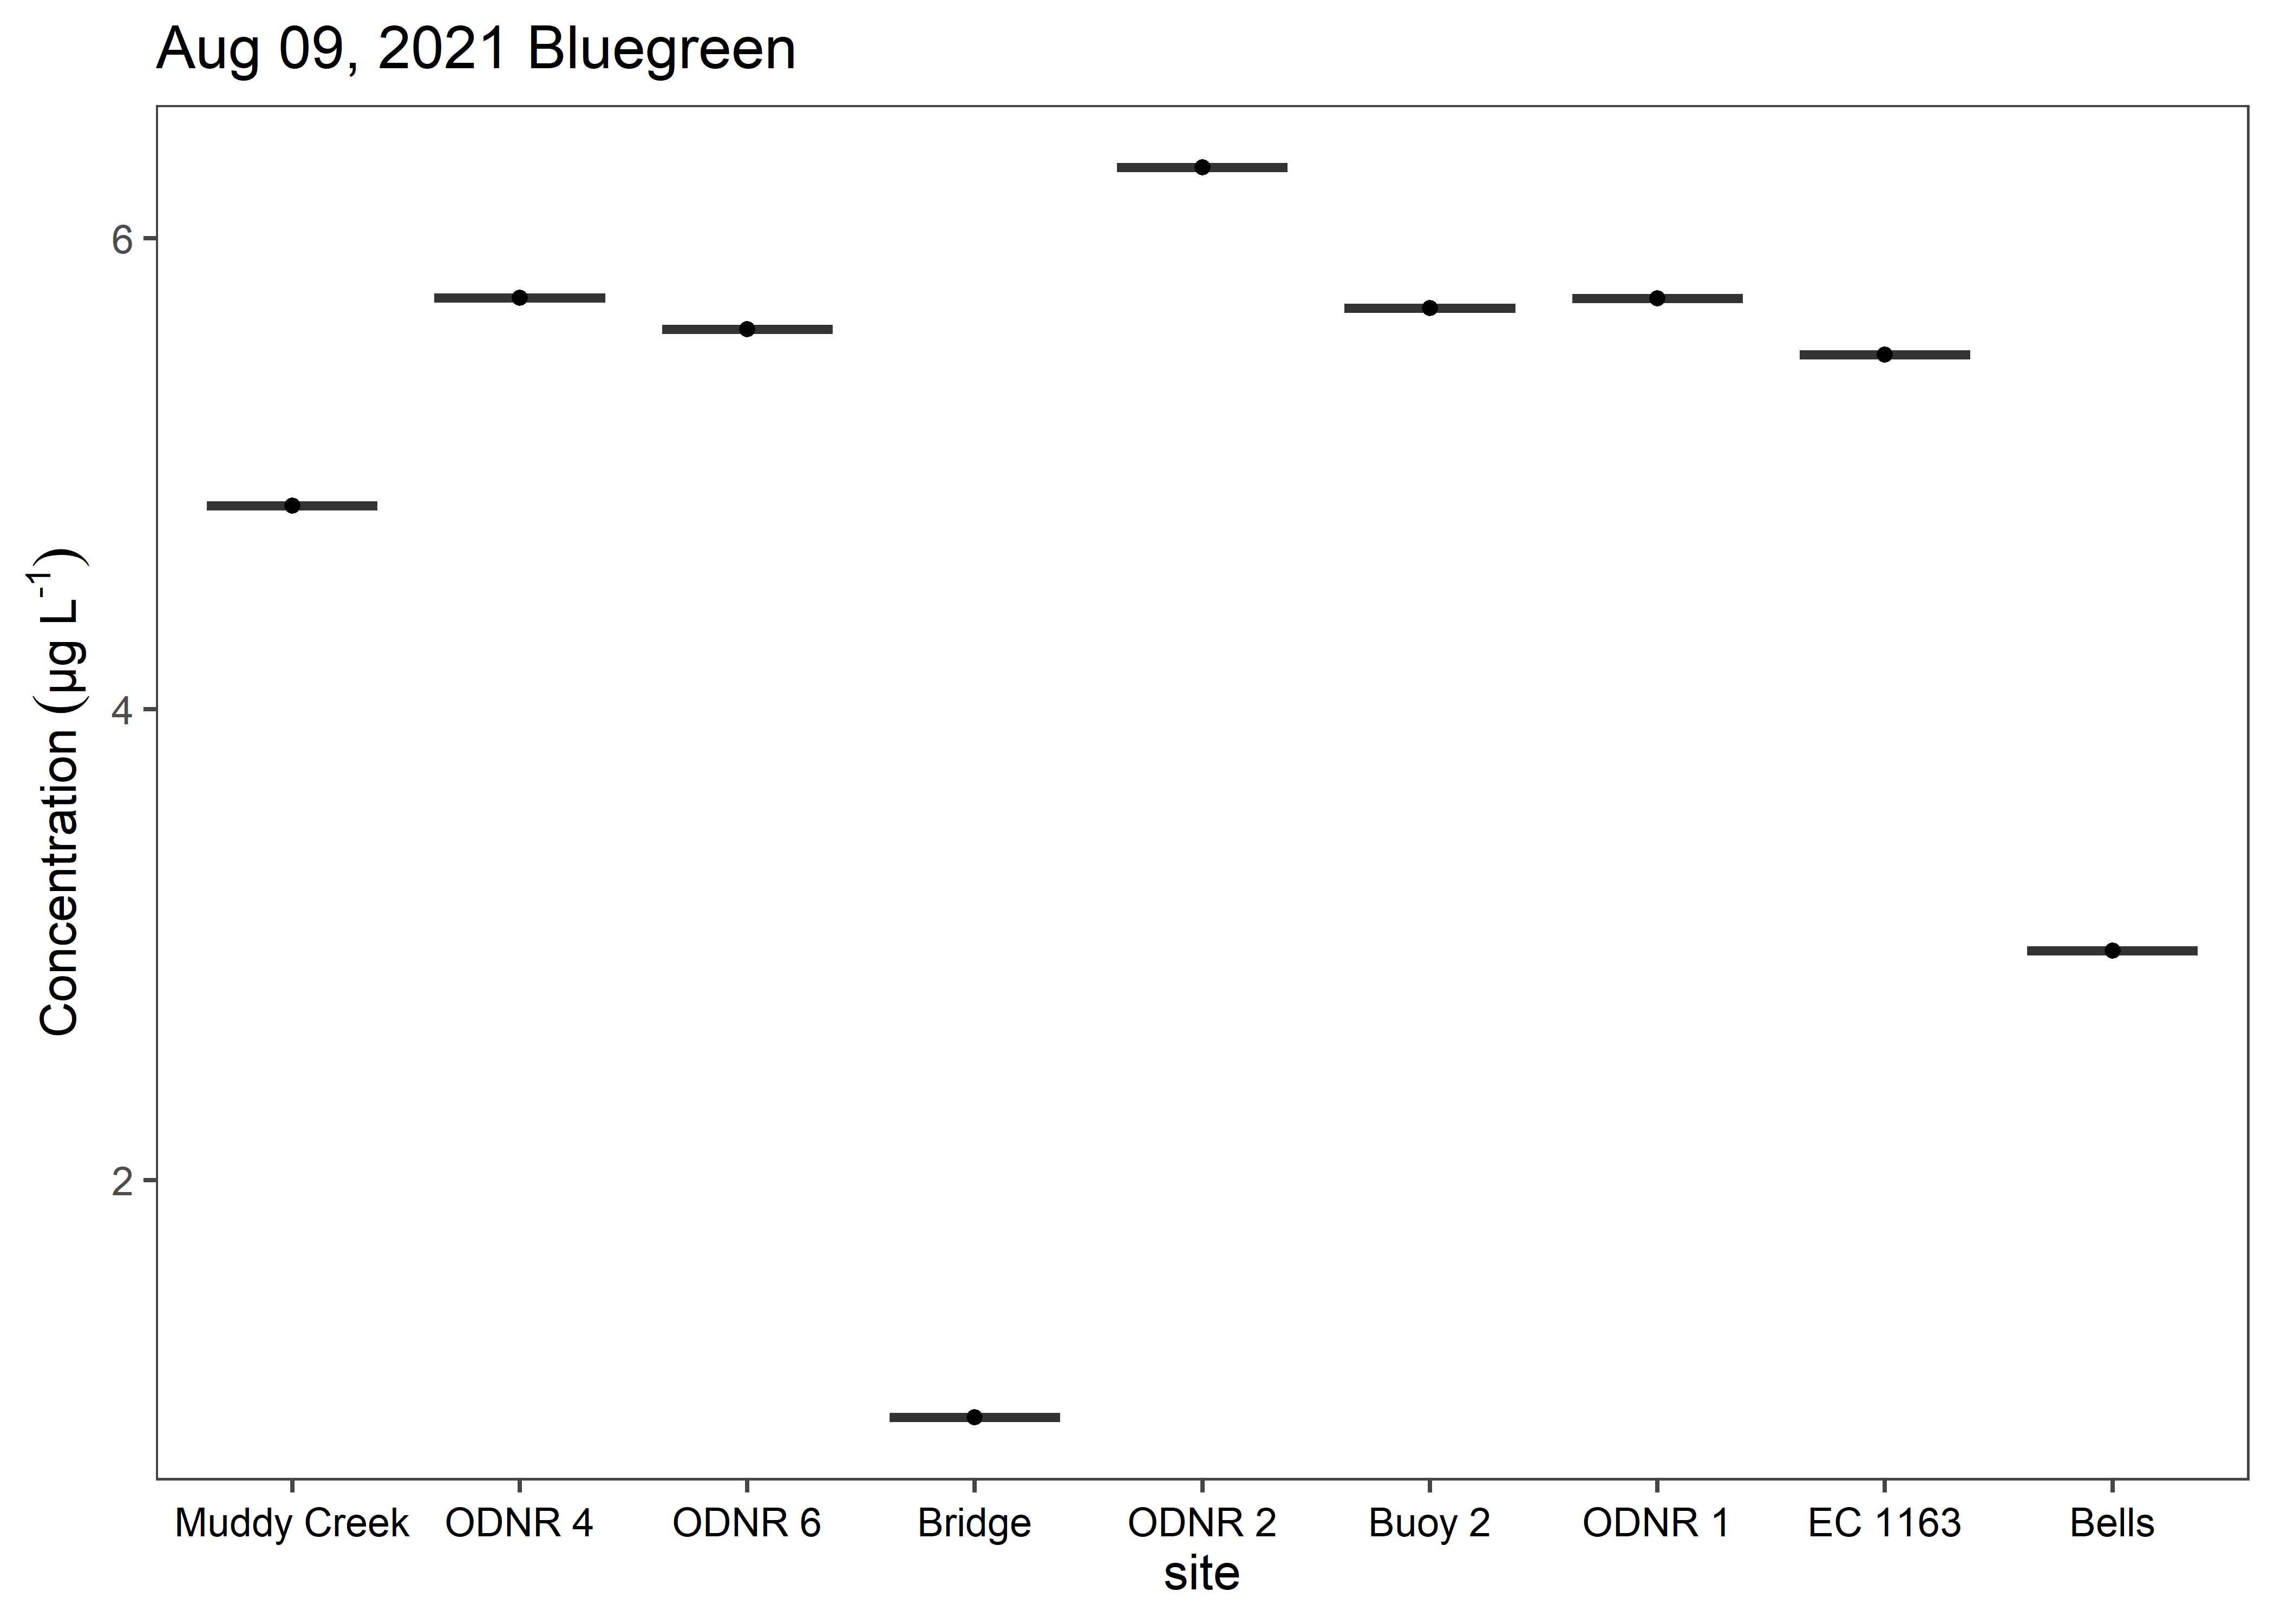 Aug 09, 2021 Bluegreen
Concentration (µg L⁻¹)
6
4
2
Muddy Creek ODNR 4 ODNR 6 Bridge ODNR 2 Buoy 2 ODNR 1 EC 1163 Bells
site